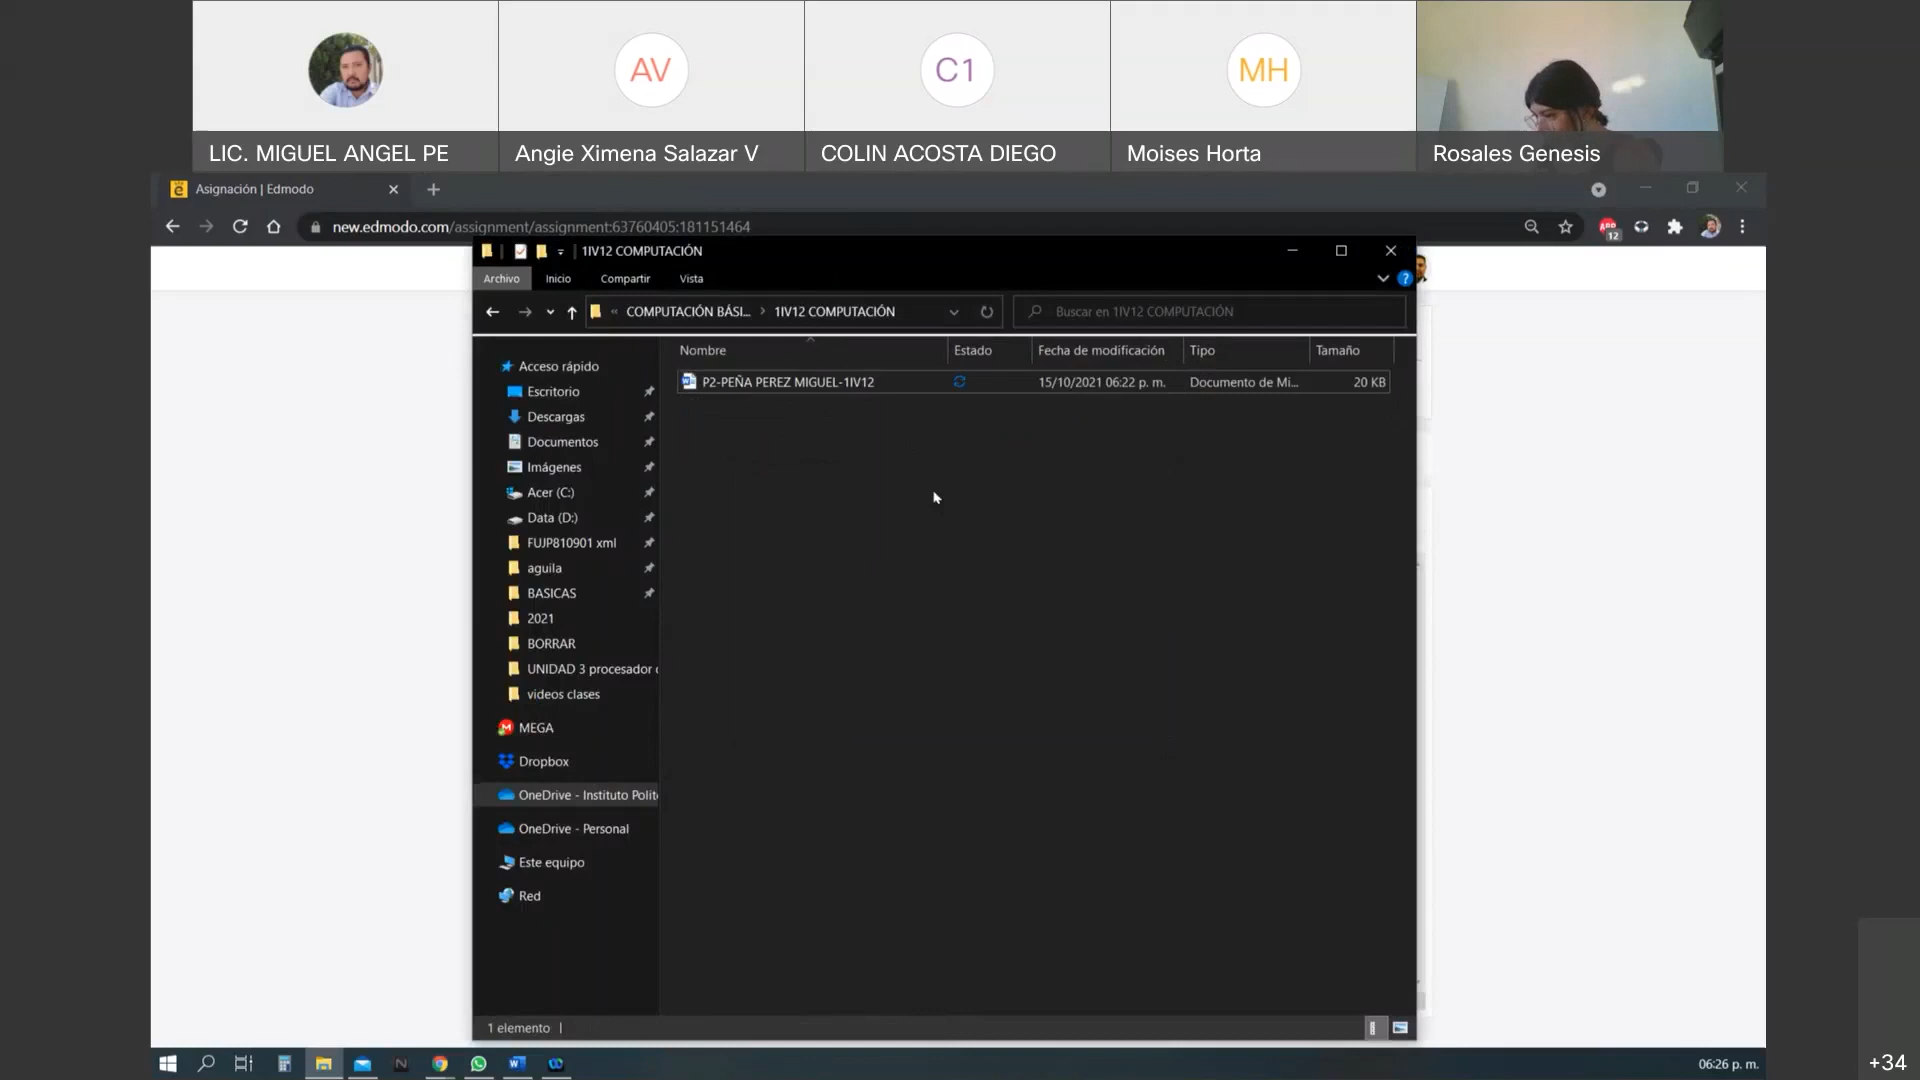 AV
C1
MH
LIC. MIGUEL ANGEL PE
Angie Ximena Salazar V
COLIN ACOSTA DIEGO
Moises Horta
Rosales Genesis
Asignación | Edmodo
new.edmodo.com/assignment/assignment:63760405:181151464
ABP
12
1IV12 COMPUTACIÓN
Archivo
Inicio
Compartir
Vista
?
« COMPUTACIÓN BÁSI... > 1IV12 COMPUTACIÓN
Buscar en 1IV12 COMPUTACIÓN
Nombre
Estado
Fecha de modificación
Tipo
Tamaño
P2-PEÑA PEREZ MIGUEL-1IV12
15/10/2021 06:22 p. m.
Documento de Mi...
20 KB
Acceso rápido
Escritorio
Descargas
Documentos
Imágenes
Acer (C:)
Data (D:)
FUJP810901 xml
aguila
BASICAS
2021
BORRAR
UNIDAD 3 procesador
videos clases
MEGA
Dropbox
OneDrive - Instituto Polit
OneDrive - Personal
Este equipo
Red
1 elemento
06:26 p. m.
+34